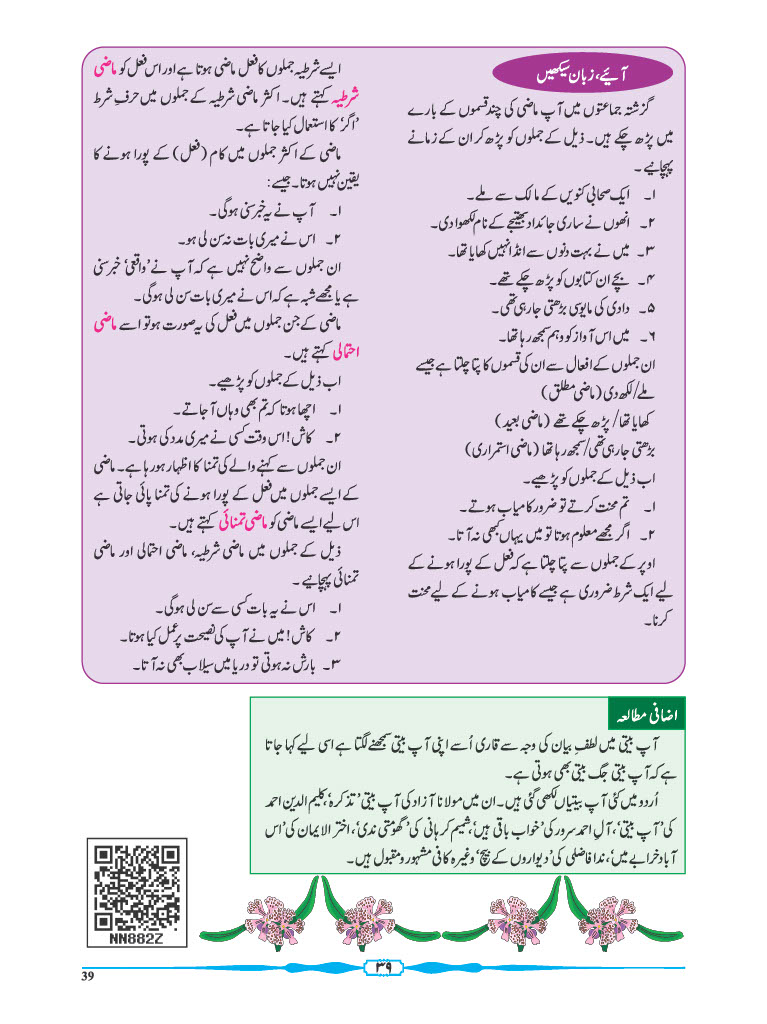 آئیے، زبان سیکھیں
گزشتہ جماعتوں میں آپ ماضی کی چند قسموں کے بارے
میں پڑھ چکے ہیں۔ ذیل کے جملوں کو پڑھ کر ان کے زمانے
پہچانیے۔
۱۔ ایک صحابی کنویں کے مالک سے ملے۔
۲۔ انھوں نے ساری جائداد بھتیجے کے نام لکھوا دی۔
۳۔ میں نے بہت دنوں سے انڈا نہیں کھایا تھا۔
۴۔ بچے ان کتابوں کو پڑھ چکے تھے۔
۵۔ دادی کی مایوسی بڑھتی جارہی تھی۔
۶۔ میں اس آواز کو وہم سمجھ رہا تھا۔
ان جملوں کے افعال سے ان کی قسموں کا پتا چلتا ہے جیسے
ملے/لکھ دی (ماضی مطلق)
کھایا تھا/ پڑھ چکے تھے (ماضی بعید)
بڑھتی جارہی تھی/سمجھ رہا تھا (ماضی استمراری)
اب ذیل کے جملوں کو پڑھیے۔
۱۔ تم محنت کرتے تو ضرور کامیاب ہوتے۔
۲۔ اگر مجھے معلوم ہوتا تو میں یہاں کبھی نہ آتا۔
اوپر کے جملوں سے پتا چلتا ہے کہ فعل کے پورا ہونے کے
لیے ایک شرط ضروری ہے جیسے کامیاب ہونے کے لیے محنت
کرنا۔
ایسے شرطیہ جملوں کا فعل ماضی ہوتا ہے اور اس فعل کو ماضی
شرطیہ کہتے ہیں۔ اکثر ماضی شرطیہ کے جملوں میں حرفِ شرط
'اگر' کا استعمال کیا جاتا ہے۔
ماضی کے اکثر جملوں میں کام (فعل) کے پورا ہونے کا
یقین نہیں ہوتا۔ جیسے:
۱۔ آپ نے یہ خبر سنی ہوگی۔
۲۔ اس نے میری بات نہ سن لی ہو۔
ان جملوں سے واضح نہیں ہے کہ آپ نے 'واقعی' خبر سنی
ہے یا مجھے شبہ ہے کہ اس نے میری بات سن لی ہوگی۔
ماضی کے جن جملوں میں فعل کی یہ صورت ہو تو اسے ماضی
احتمالی کہتے ہیں۔
اب ذیل کے جملوں کو پڑھیے۔
۱۔ اچھا ہوتا کہ تم بھی وہاں آجاتے۔
۲۔ کاش! اس وقت کسی نے میری مدد کی ہوتی۔
ان جملوں سے کہنے والے کی تمنا کا اظہار ہورہا ہے۔ ماضی
کے ایسے جملوں میں فعل کے پورا ہونے کی تمنا پائی جاتی ہے
اس لیے ایسے ماضی کو ماضی تمنائی کہتے ہیں۔
ذیل کے جملوں میں ماضی شرطیہ، ماضی احتمالی اور ماضی
تمنائی پہچانیے۔
۱۔ اس نے یہ بات کسی سے سن لی ہوگی۔
۲۔ کاش! میں نے آپ کی نصیحت پر عمل کیا ہوتا۔
۳۔ بارش نہ ہوتی تو دریا میں سیلاب بھی نہ آتا۔
اضافی مطالعہ
آپ بیتی میں لطفِ بیان کی وجہ سے قاری اُسے اپنی آپ بیتی سمجھنے لگتا ہے اسی لیے کہا جاتا
ہے کہ آپ بیتی جگ بیتی بھی ہوتی ہے۔
اُردو میں کئی آپ بیتیاں لکھی گئی ہیں۔ ان میں مولانا آزاد کی آپ بیتی 'تذکرہ'، کلیم الدین احمد
کی 'آپ بیتی'، آلِ احمد سرور کی 'خواب باقی ہیں'، شمیم کرہانی کی 'گھومتی ندی'، اختر الایمان کی 'اس
آباد خرابے میں'، ندا فاضلی کی 'دیواروں کے بیچ' وغیرہ کافی مشہور و مقبول ہیں۔
NN882Z
۳۹
39